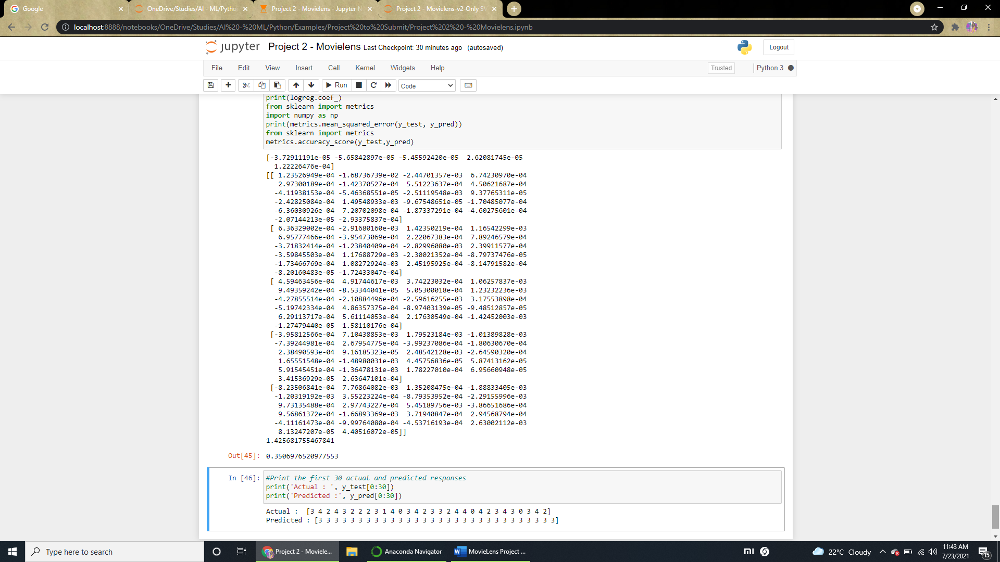 Google
OneDrive/Studies/AI - ML/Pytho
Project 2 - Movielens - Jupyter N
Project 2 - Movielens-v2-Only SV
localhost:8888/notebooks/OneDrive/Studies/AI%20-%20ML/Python/Examples/Project%20to%20Submit/Project%202%20-%20Movielens.ipynb
jupyter Project 2 - Movielens Last Checkpoint: 30 minutes ago (autosaved)
Logout
File Edit View Insert Cell Kernel Widgets Help
Trusted
Python 3
Run
Code
print(logreg.coef_)
from sklearn import metrics
import numpy as np
print(metrics.mean_squared_error(y_test, y_pred))
from sklearn import metrics
metrics.accuracy_score(y_test,y_pred)
[-3.72911191e-05 -5.65842897e-05 -5.45592420e-05  2.62081745e-05
1.22226476e-04]
[[ 1.23526949e-04 -1.68736739e-02 -2.44701357e-03  6.74230970e-04
2.97300189e-04 -1.42370527e-04  5.51223637e-04  4.50621687e-04
-4.11938153e-04 -5.46368551e-05 -2.51119548e-03  9.37765311e-05
-2.42825084e-04  1.49548933e-03 -9.67548651e-05 -1.70485077e-04
-6.36030926e-04  7.20702098e-04 -1.87337291e-04 -4.60275601e-04
-2.07144213e-05 -2.93375837e-04]
[ 6.36329002e-04 -2.91680160e-03  1.42350219e-04  1.16542299e-03
6.95777466e-04 -3.95473069e-04  2.22067383e-04  7.89246579e-04
-3.71832414e-04 -1.23840409e-04 -2.82996080e-03  2.39911577e-04
-3.59845503e-04  1.17688729e-03 -2.30021352e-04 -8.79737476e-05
-1.73466769e-04  1.08272924e-03  2.45195925e-04 -8.14791582e-04
-8.20160483e-05 -1.72433047e-04]
[ 4.59463456e-04  4.91744617e-03  3.74223032e-04  1.06257837e-03
9.49359242e-04 -8.53344041e-05  5.05300018e-04  1.23232236e-03
-4.27855514e-04 -2.10884496e-04 -2.59616255e-03  3.17553898e-04
-5.19742334e-04  4.86357375e-04 -8.97403139e-05 -9.48512857e-05
6.29113717e-04  5.61114053e-04  2.17630549e-04 -1.42452003e-03
-1.27479440e-05  1.58110176e-04]
[-3.95812566e-04  7.10438853e-03  1.79523184e-03 -1.01389828e-03
-7.39244981e-04  2.67954775e-04 -3.99237086e-04 -1.80630670e-04
2.38490593e-04  9.16185323e-05  2.48542128e-03 -2.64590320e-04
1.65551548e-04 -1.48980031e-03  4.45756836e-05  5.87413162e-05
5.91545451e-04 -1.36478131e-03  1.78227010e-04  6.95660948e-05
3.41536929e-05  2.63647101e-04]
[-8.23506841e-04  7.76864082e-03  1.35208475e-04 -1.88833405e-03
-1.20319192e-03  3.55223224e-04 -8.79353952e-04 -2.29155996e-03
9.73135488e-04  2.97743227e-04  5.45189756e-03 -3.86651686e-04
9.56861372e-04 -1.66893369e-03  3.71940847e-04  2.94568794e-04
-4.11161473e-04 -9.99764080e-04 -4.53716193e-04  2.63002112e-03
8.13247207e-05  4.40516072e-05]]
1.425681755467841
Out[45]: 0.3506976520977553
In [46]: #Print the first 30 actual and predicted responses
print('Actual : ', y_test[0:30])
print('Predicted :', y_pred[0:30])
Actual :  [3 4 2 4 3 2 2 2 3 1 4 0 3 4 2 3 3 2 4 4 0 4 2 3 4 3 0 3 4 2]
Predicted : [3 3 3 3 3 3 3 3 3 3 3 3 3 3 3 3 3 3 3 3 3 3 3 3 3 3 3 3 3 3]
Type here to search
Project 2 - Moviele...
Anaconda Navigator
MovieLens Project ...
22°C Cloudy
11:43 AM
7/23/2021
15